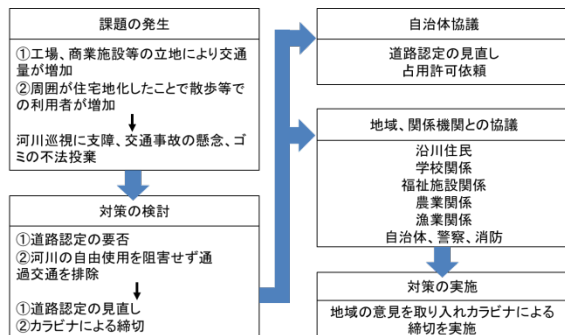 課題の発生
①工場、商業施設等の立地により交通
量が増加
②周囲が住宅地化したことで散歩等で
の利用者が増加
河川巡視に支障、交通事故の懸念、ゴ
ミの不法投棄
対策の検討
①道路認定の要否
②河川の自由使用を阻害せず通
過交通を排除
①道路認定の見直し
②カラビナによる締切
自治体協議
道路認定の見直し
占用許可依頼
地域、関係機関との協議
沿川住民
学校関係
福祉施設関係
農業関係
漁業関係
自治体、警察、消防
対策の実施
地域の意見を取り入れカラビナによる
締切を実施